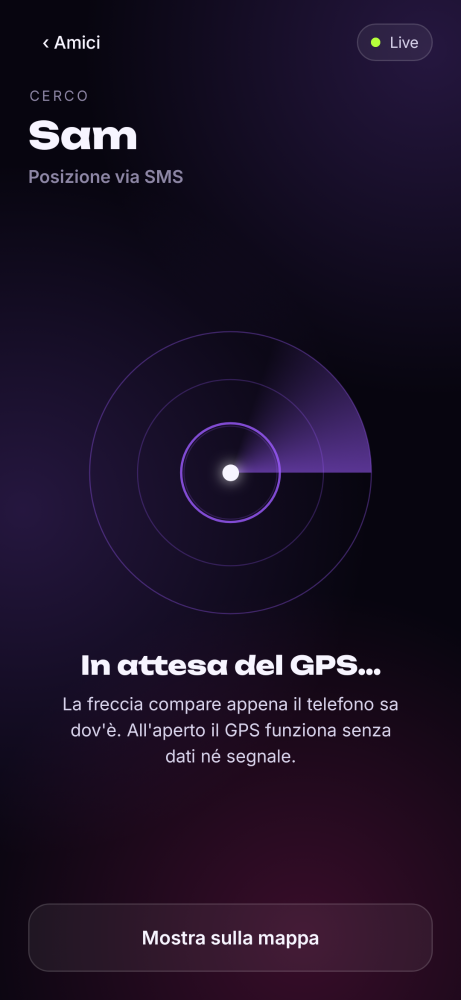 ‹ Amici
Live
CERCO
Sam
Posizione via SMS
In attesa del GPS...
La freccia compare appena il telefono sa
dov'è. All'aperto il GPS funziona senza
dati né segnale.
Mostra sulla mappa